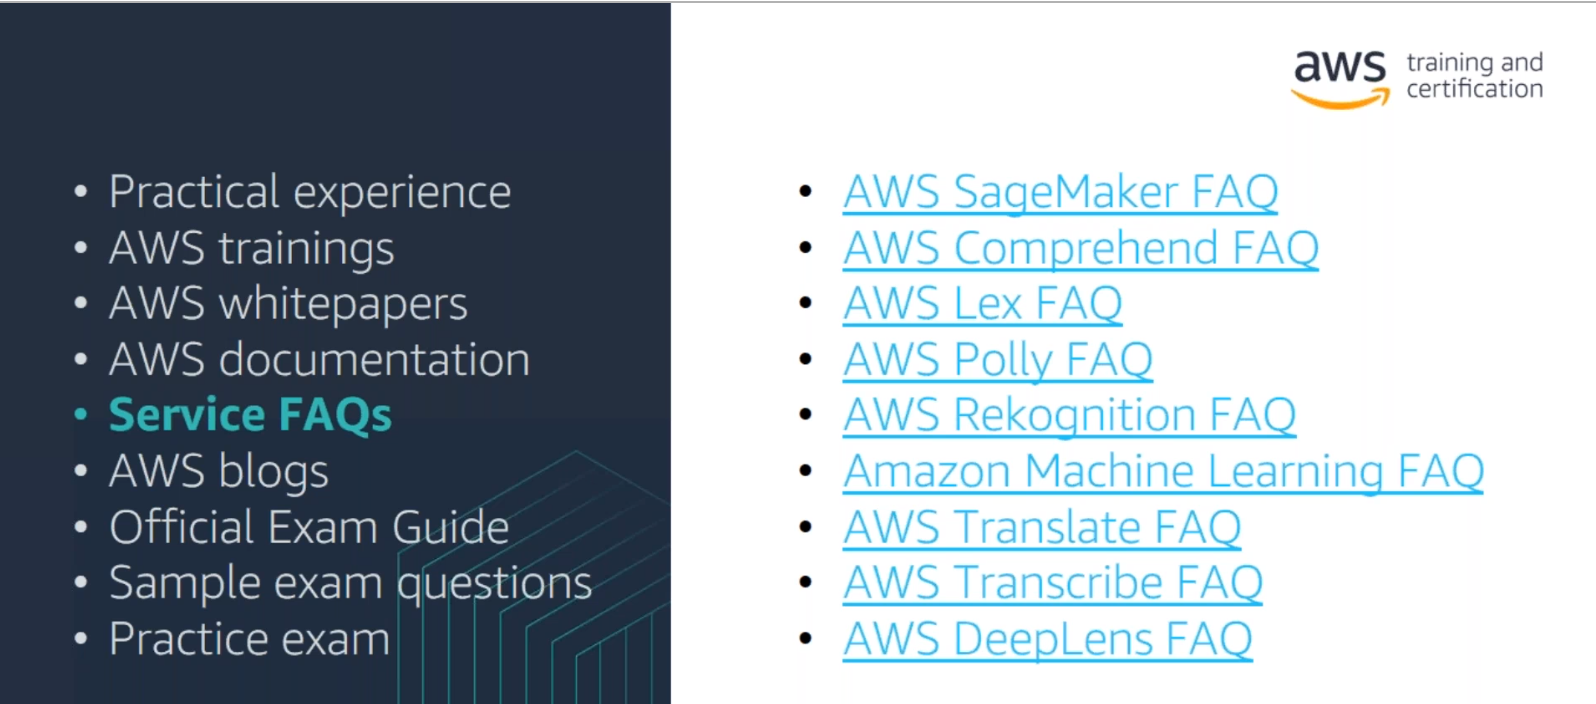 aws training and
certification
• Practical experience
• AWS trainings
• AWS whitepapers
• AWS documentation
• Service FAQs
• AWS blogs
• Official Exam Guide
• Sample exam questions
• Practice exam
• AWS SageMaker FAQ
• AWS Comprehend FAQ
• AWS Lex FAQ
• AWS Polly FAQ
• AWS Rekognition FAQ
• Amazon Machine Learning FAQ
• AWS Translate FAQ
• AWS Transcribe FAQ
• AWS DeepLens FAQ